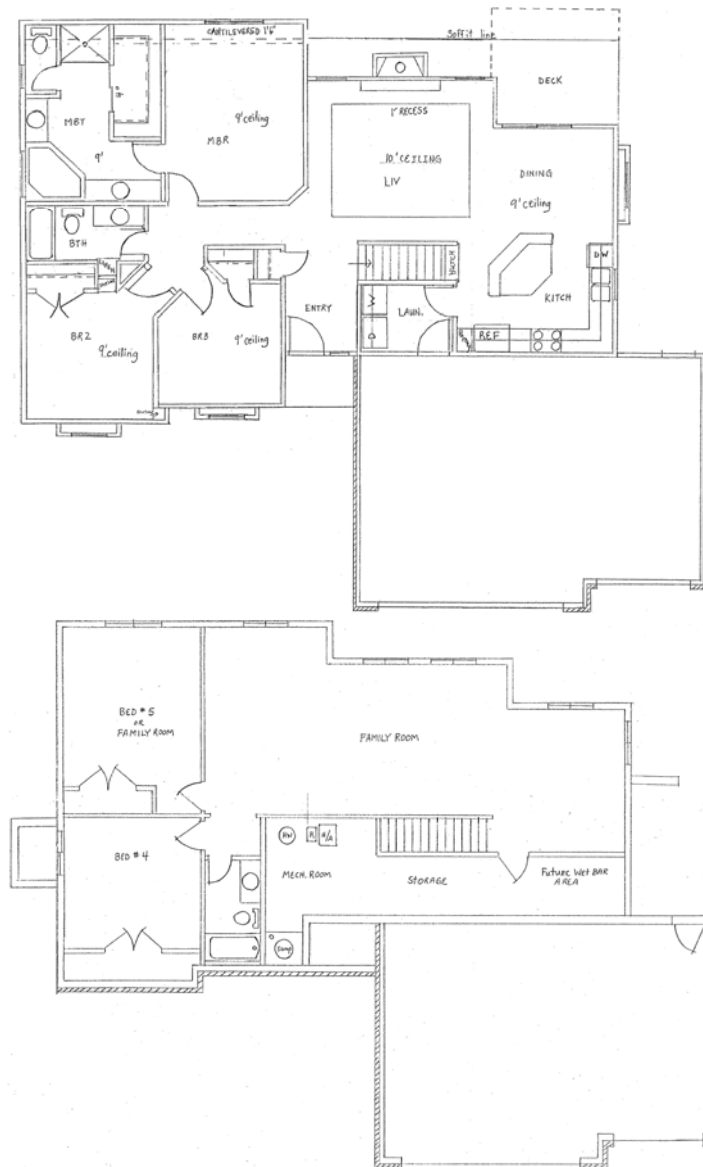 CANTILEVERED 1'6"
Soffit line
DECK
MBT
9'
9' ceiling
MBR
1' RECESS
10' CEILING
LIV
DINING
9' ceiling
BTH
DW
KITCH
ENTRY
W
D
LAUN.
REF
BR2
9' ceiling
BR3
9' ceiling
BED # 5
OR
FAMILY ROOM
FAMILY ROOM
BED # 4
HW
MECH. ROOM
STORAGE
Future Wet BAR
AREA